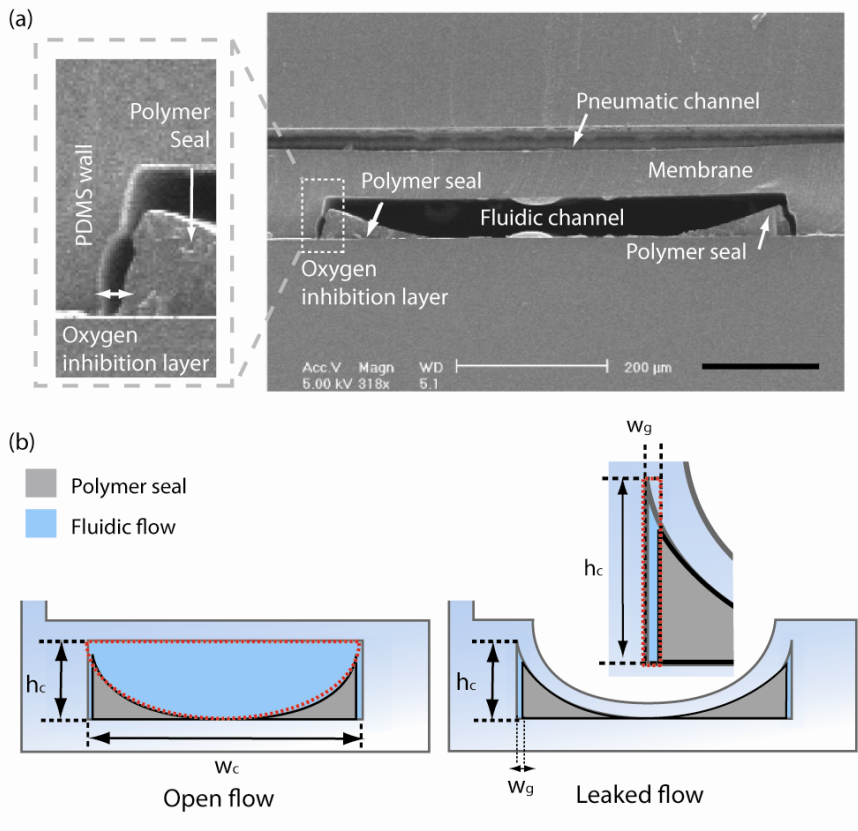 (a)
Polymer
Seal
PDMS wall
Oxygen
inhibition layer
Pneumatic channel
Membrane
Polymer seal
Fluidic channel
Polymer seal
Oxygen
inhibition layer
Acc.V Magn WD
5.00 kV 318x 5.1
200 µm
(b)
Polymer seal
Fluidic flow
hc
wc
Open flow
wg
hc
hc
wg
Leaked flow